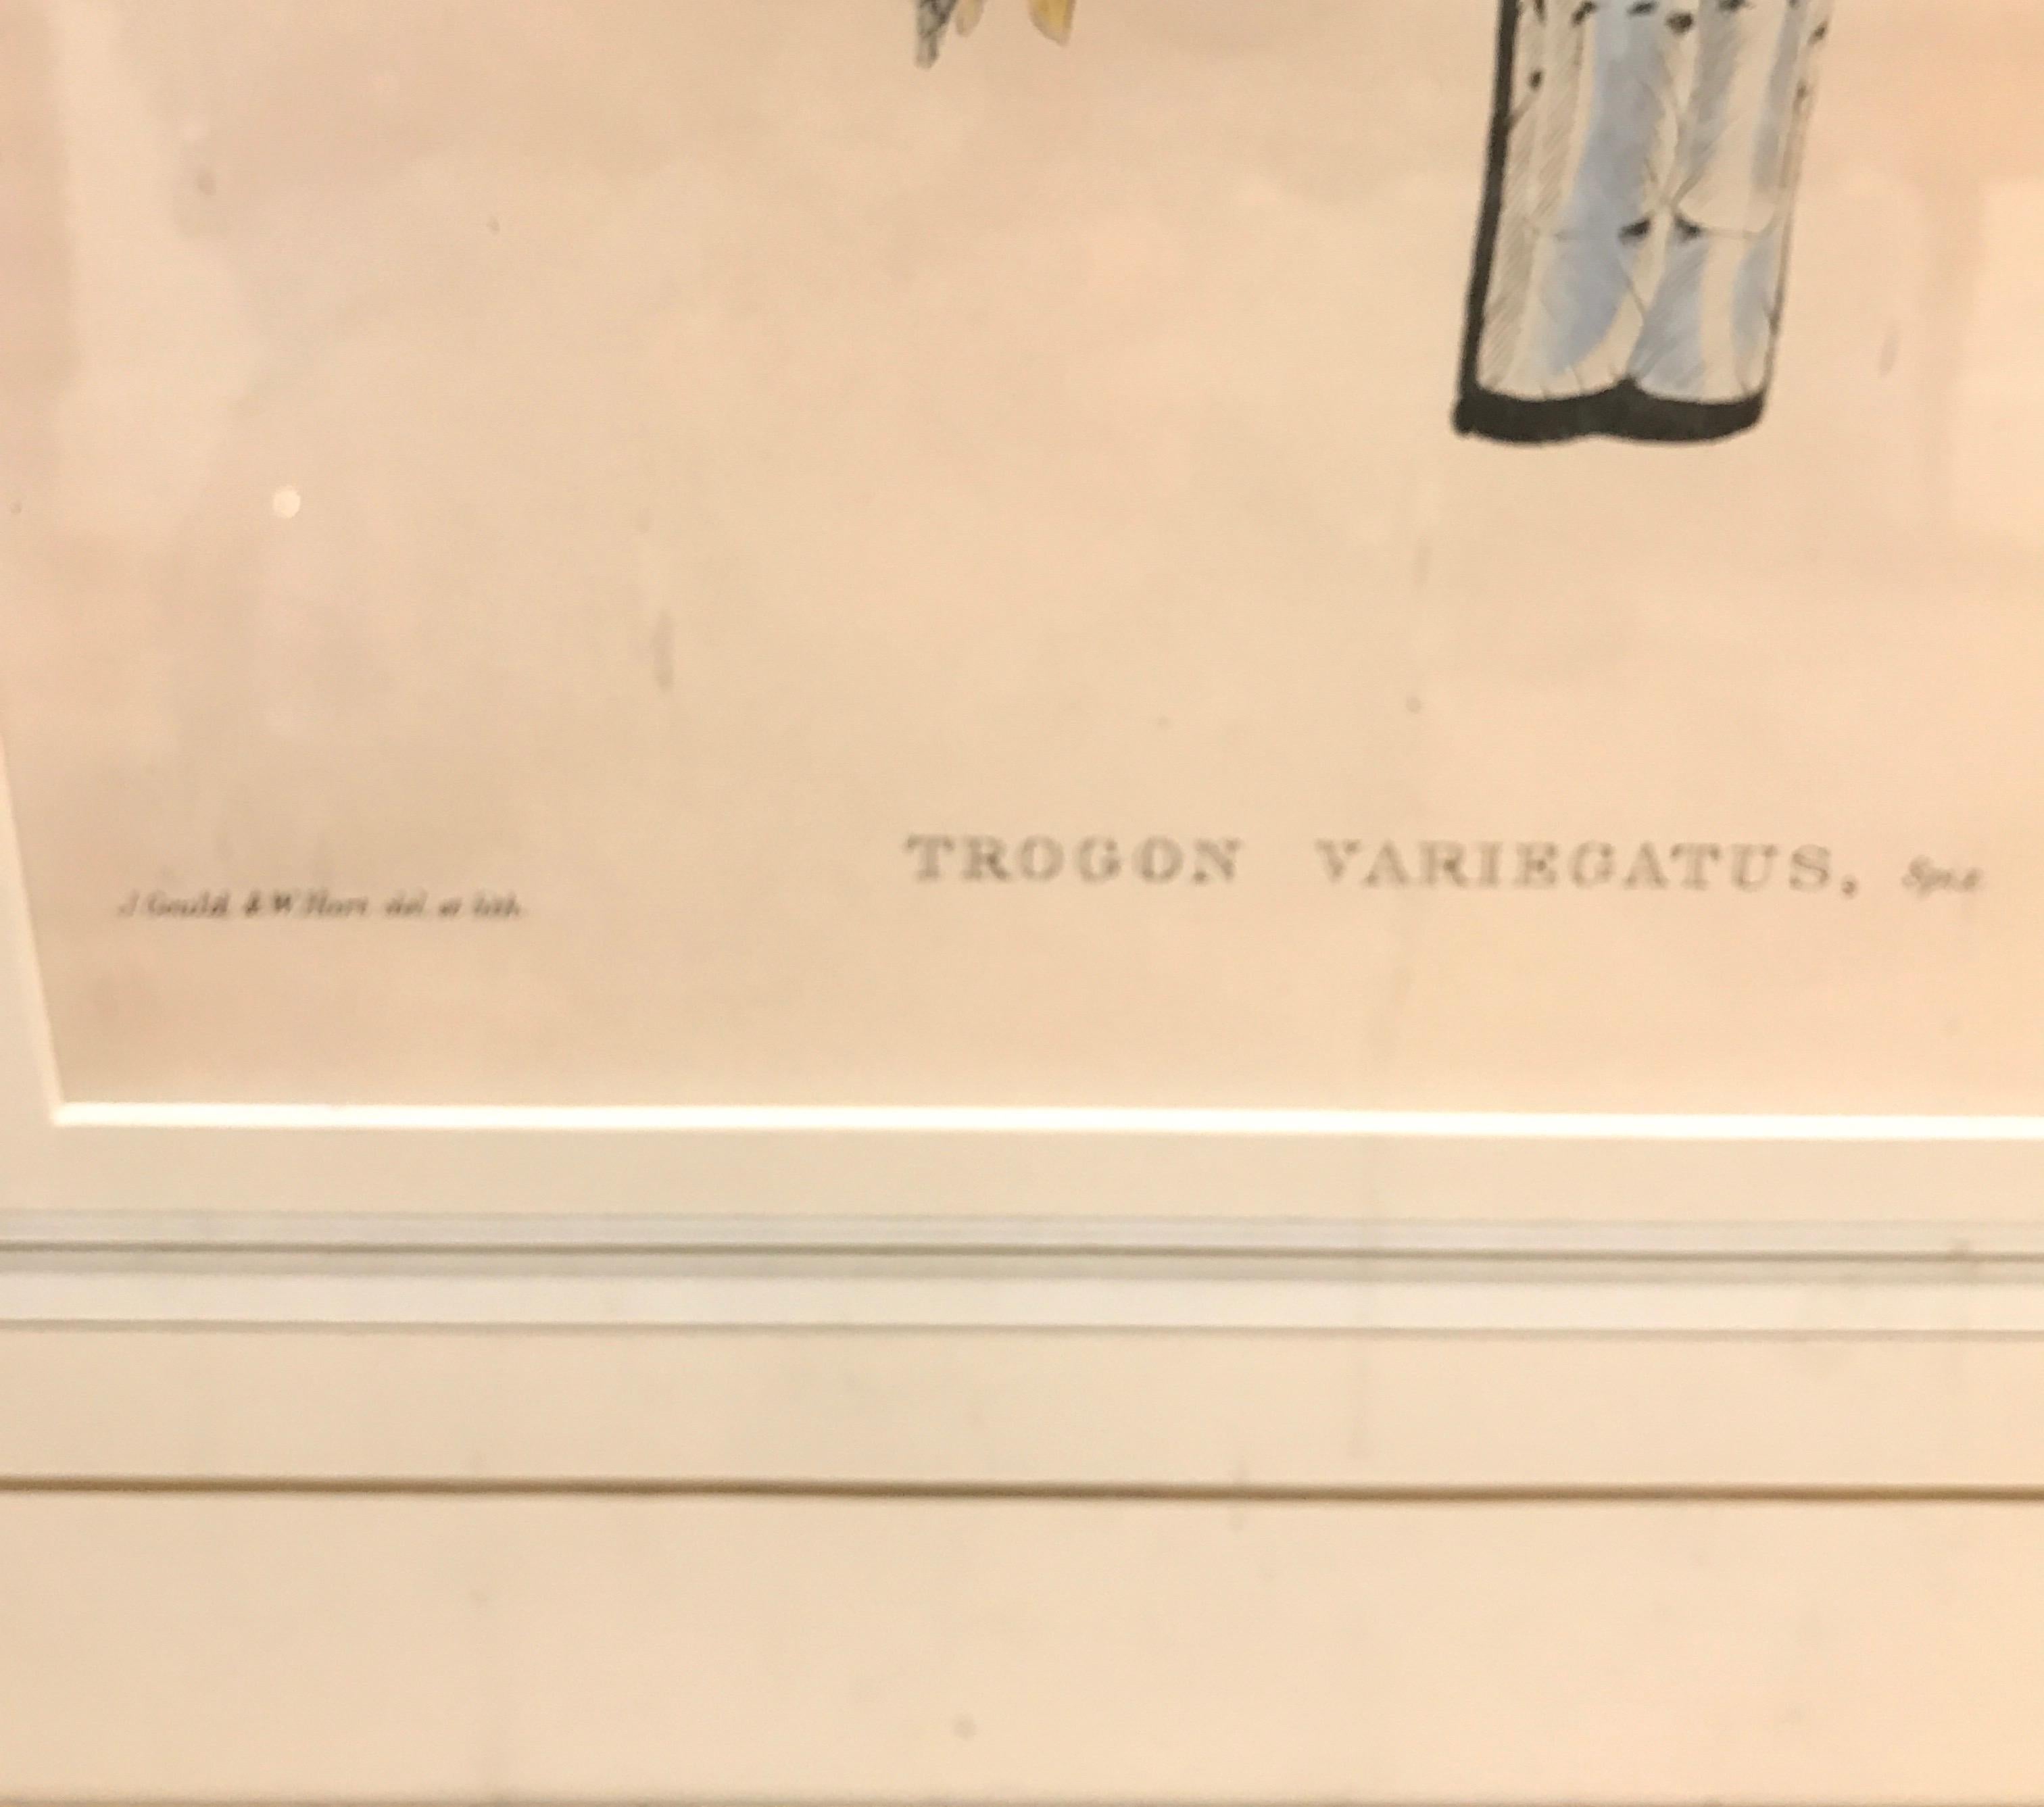 TROGON VARIEGATUS, Spix
J Gould & W Hart del. et lith.